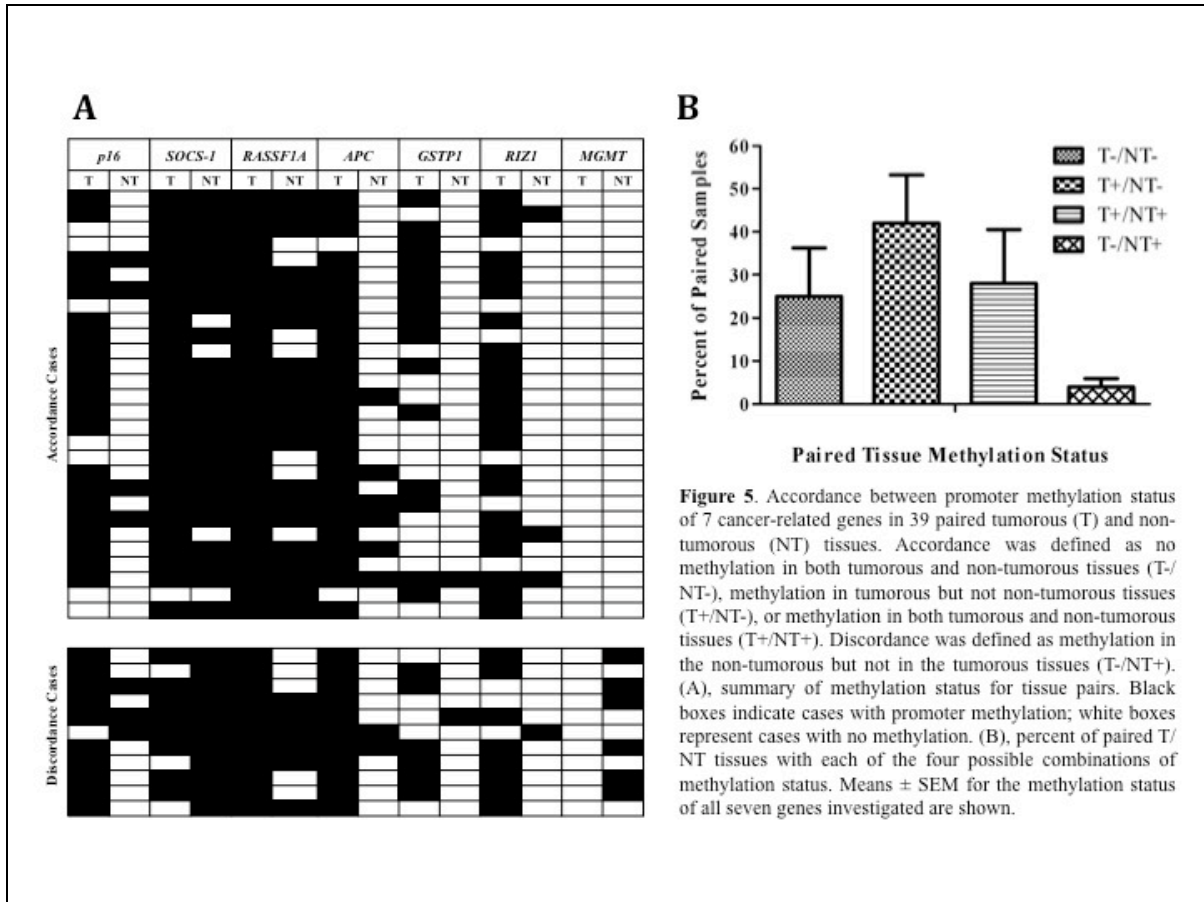 A
p16 SOCS-1 RASSF1A APC GSTP1 RIZ1 MGMT
T NT T NT T NT T NT T NT T NT T NT
Accordance Cases
Discordance Cases
B
60
50
40
30
20
10
0
Percent of Paired Samples
T-/NT-
T+/NT-
T+/NT+
T-/NT+
Paired Tissue Methylation Status
Figure 5. Accordance between promoter methylation status
of 7 cancer-related genes in 39 paired tumorous (T) and non-
tumorous (NT) tissues. Accordance was defined as no
methylation in both tumorous and non-tumorous tissues (T-/
NT-), methylation in tumorous but not non-tumorous tissues
(T+/NT-), or methylation in both tumorous and non-tumorous
tissues (T+/NT+). Discordance was defined as methylation in
the non-tumorous but not in the tumorous tissues (T-/NT+).
(A), summary of methylation status for tissue pairs. Black
boxes indicate cases with promoter methylation; white boxes
represent cases with no methylation. (B), percent of paired T/
NT tissues with each of the four possible combinations of
methylation status. Means ± SEM for the methylation status
of all seven genes investigated are shown.